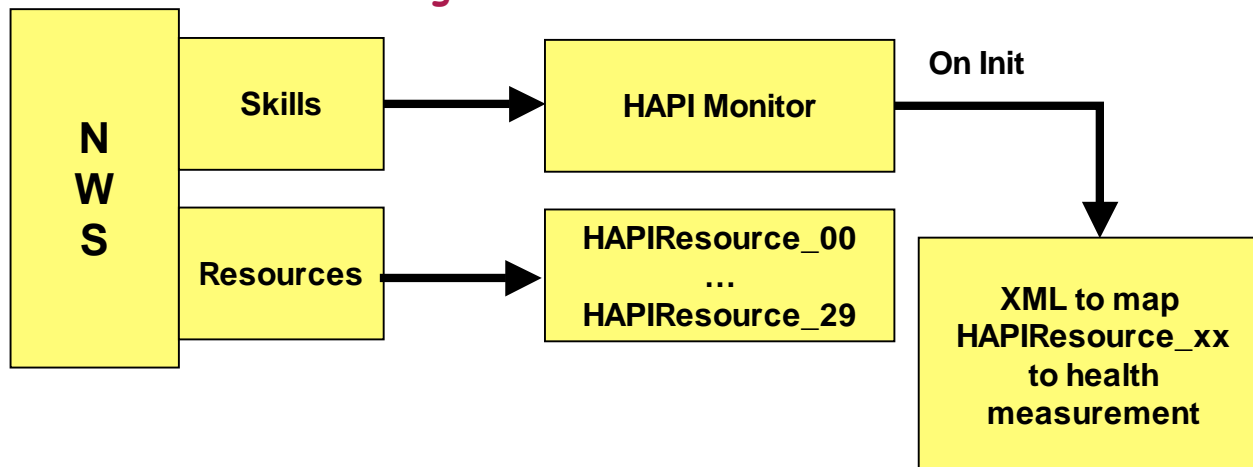 N
W
S
Skills
HAPI Monitor
On Init
Resources
HAPIResource_00
…
HAPIResource_29
XML to map
HAPIResource_xx
to health
measurement